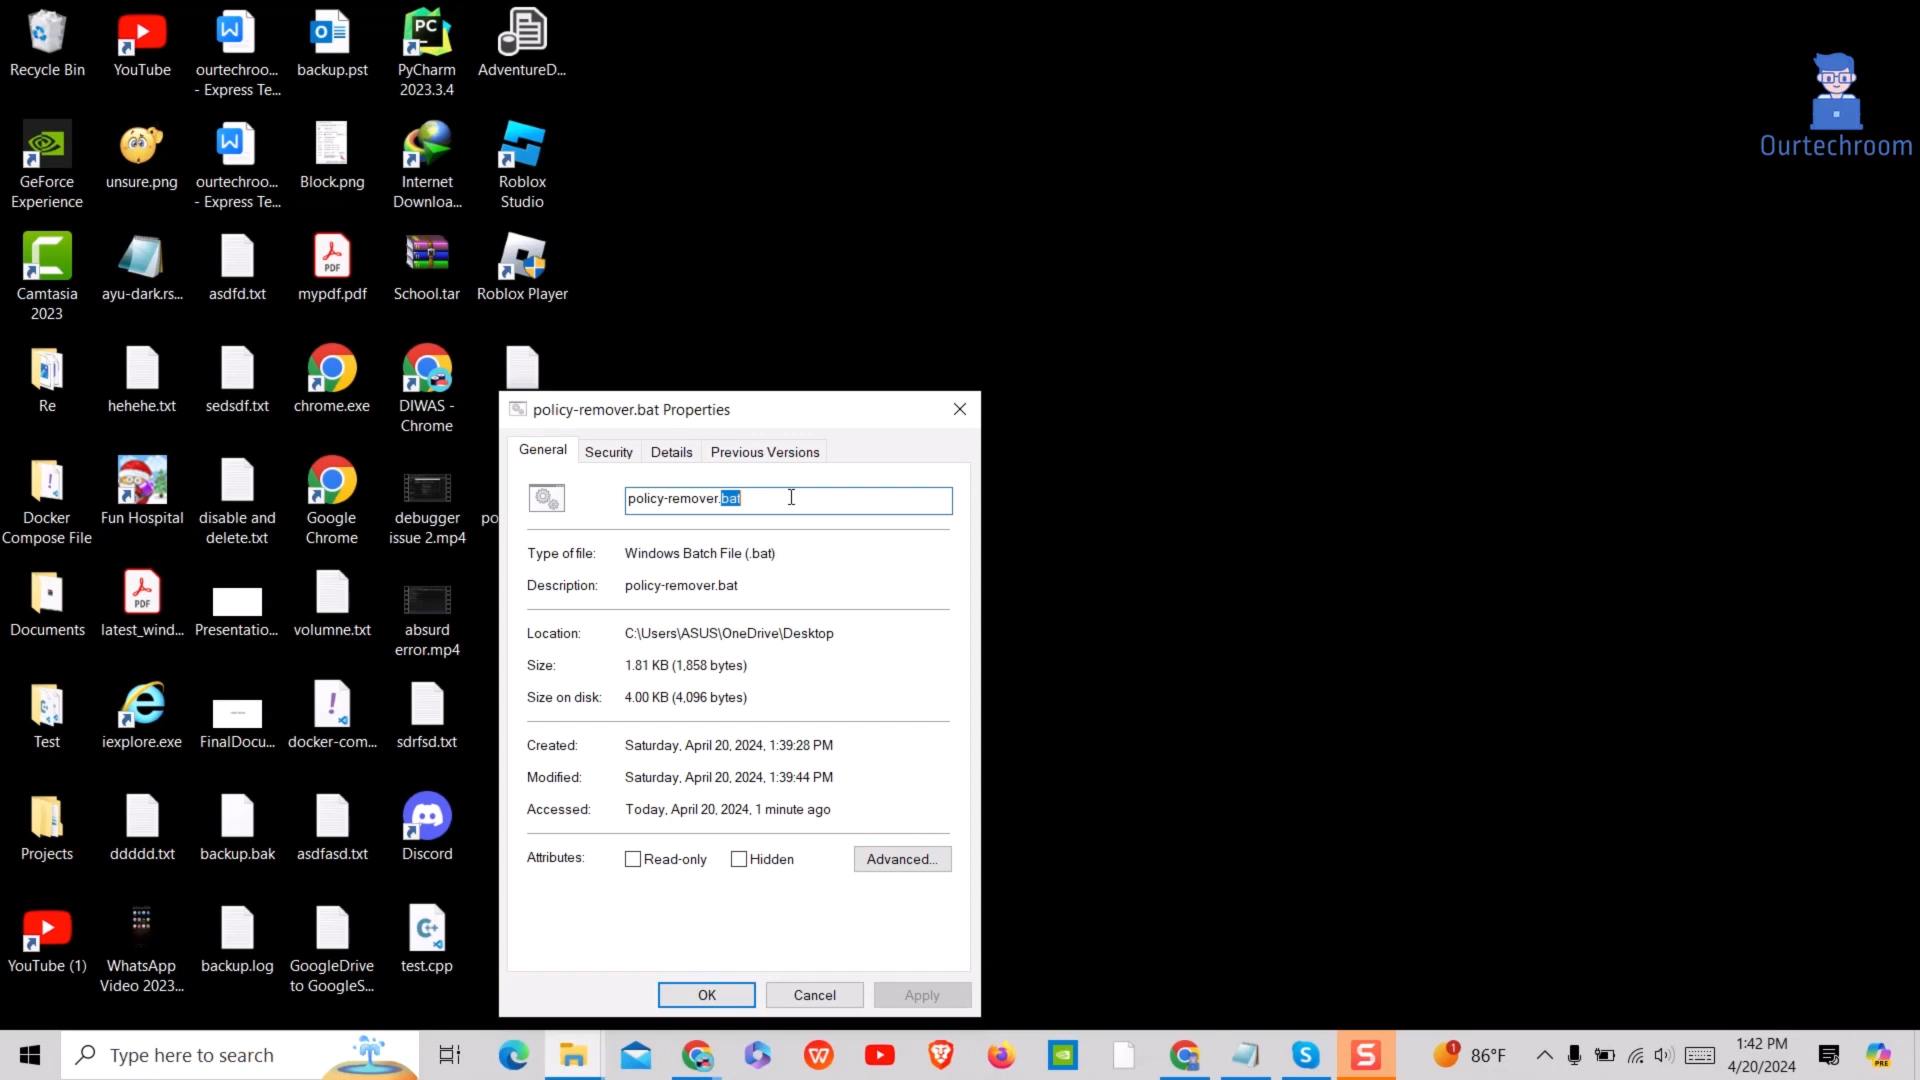 Recycle Bin
YouTube
ourtechroo...
- Express Te...
backup.pst
PyCharm
2023.3.4
AdventureD...
Ourtechroom
GeForce
Experience
unsure.png
ourtechroo...
- Express Te...
Block.png
Internet
Downloa...
Roblox
Studio
Camtasia
2023
ayu-dark.rs...
asdfd.txt
mypdf.pdf
School.tar
Roblox Player
Re
hehehe.txt
sedsdf.txt
chrome.exe
DIWAS -
Chrome
Docker
Compose File
Fun Hospital
disable and
delete.txt
Google
Chrome
debugger
issue 2.mp4
po
Documents
latest_wind...
Presentatio...
volumne.txt
absurd
error.mp4
Test
iexplore.exe
FinalDocu...
docker-com...
sdrfsd.txt
Projects
ddddd.txt
backup.bak
asdfasd.txt
Discord
YouTube (1)
WhatsApp
Video 2023...
backup.log
GoogleDrive
to GoogleS...
test.cpp
policy-remover.bat Properties
General
Security
Details
Previous Versions
policy-remover.bat
Type of file:
Windows Batch File (.bat)
Description:
policy-remover.bat
Location:
C:\Users\ASUS\OneDrive\Desktop
Size:
1.81 KB (1,858 bytes)
Size on disk:
4.00 KB (4,096 bytes)
Created:
Saturday, April 20, 2024, 1:39:28 PM
Modified:
Saturday, April 20, 2024, 1:39:44 PM
Accessed:
Today, April 20, 2024, 1 minute ago
Attributes:
Read-only
Hidden
Advanced...
OK
Cancel
Apply
Type here to search
86°F
1:42 PM
4/20/2024